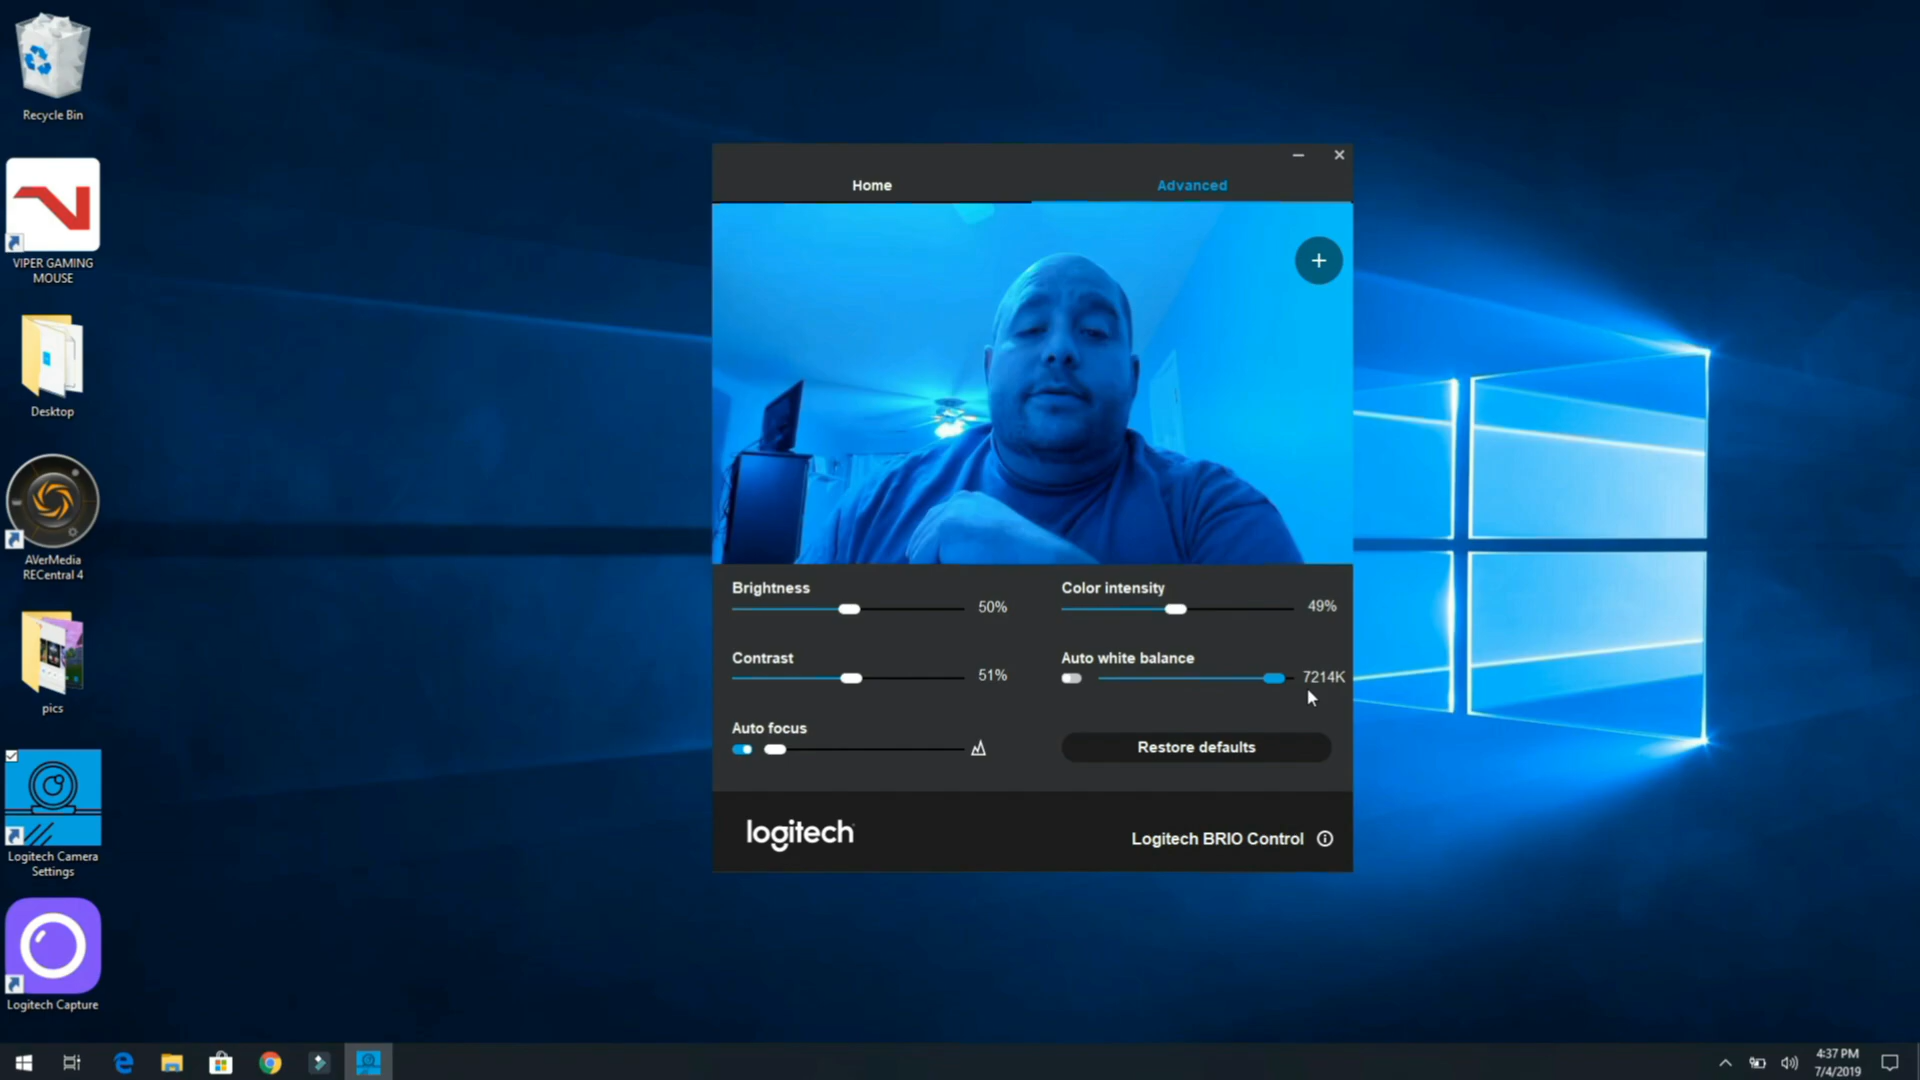 Recycle Bin
VIPER GAMING
MOUSE
Desktop
AVerMedia
RECentral 4
pics
Logitech Camera
Settings
Logitech Capture
Home
Advanced
+
Brightness
50%
Color intensity
49%
Contrast
51%
Auto white balance
7214K
Auto focus
Restore defaults
logitech
Logitech BRIO Control
4:37 PM
7/4/2019